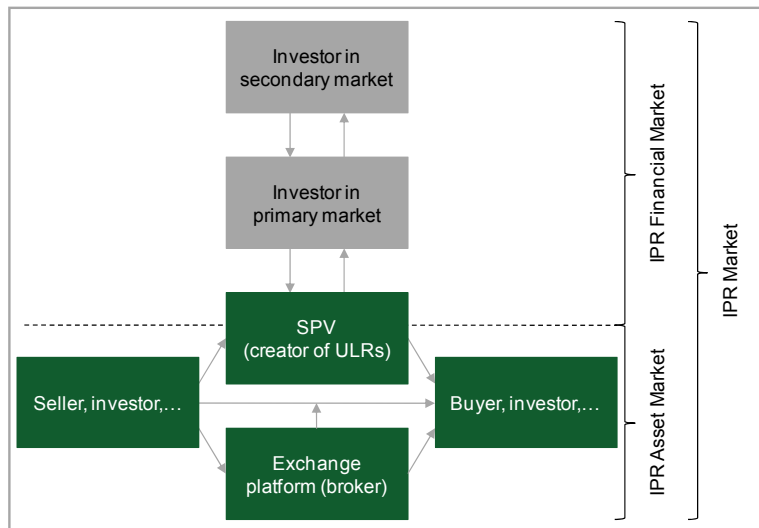 Investor in
secondary market
Investor in
primary market
SPV
(creator of ULRs)
Seller, investor,...
Buyer, investor,...
Exchange
platform (broker)
IPR Financial Market
IPR Asset Market
IPR Market